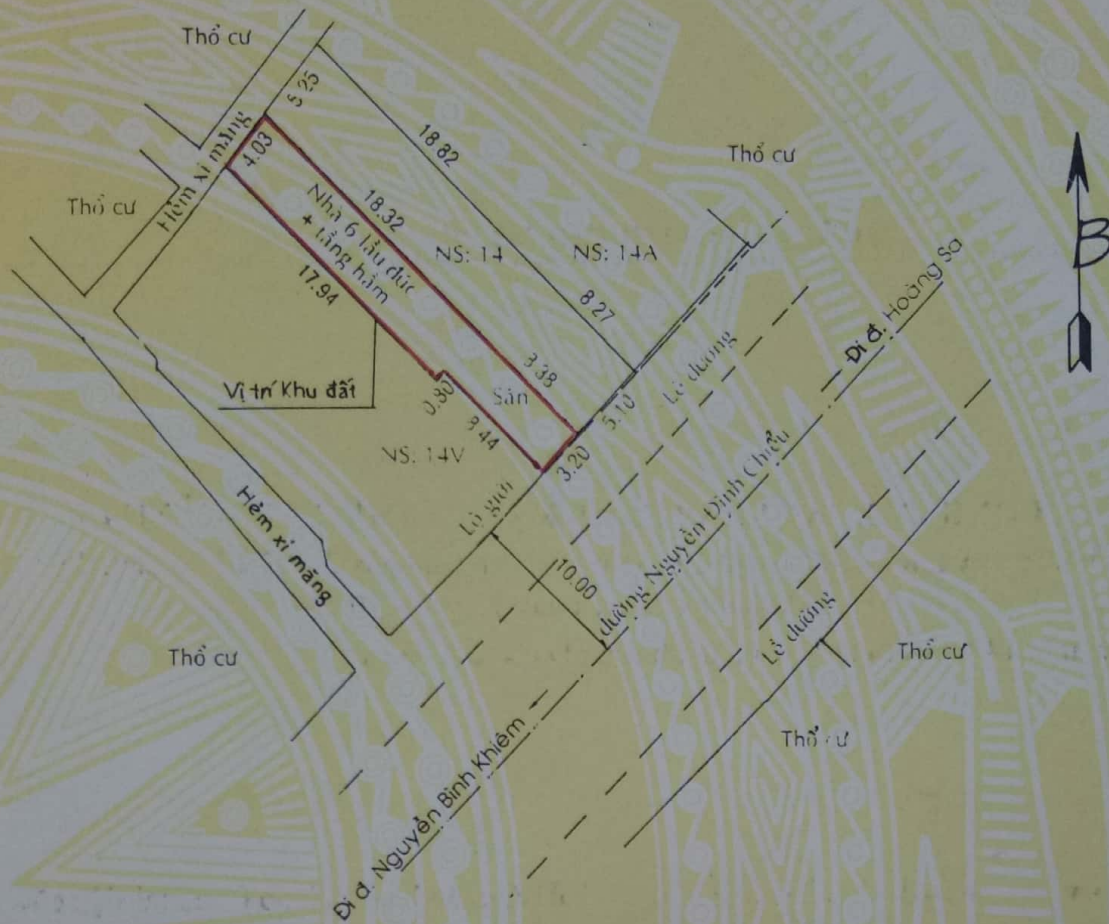 Thổ cư
5.25
4.03
Hẻm xi măng
18.82
Thổ cư
Thổ cư
Nhà 6 lầu đúc
+ tầng hầm
18.32
NS: 14
NS: 14A
B
17.94
8.27
Đi đ. Hoàng Sa
Vị trí Khu đất
0.80
Sân
3.38
5.10
Lề đường
8.44
3.20
NS: 14V
Lộ giới
Hẻm xi măng
10.00
đường Nguyễn Đình Chiểu
Lề đường
Thổ cư
Thổ cư
Thổ cư
Đi đ. Nguyễn Bỉnh Khiêm